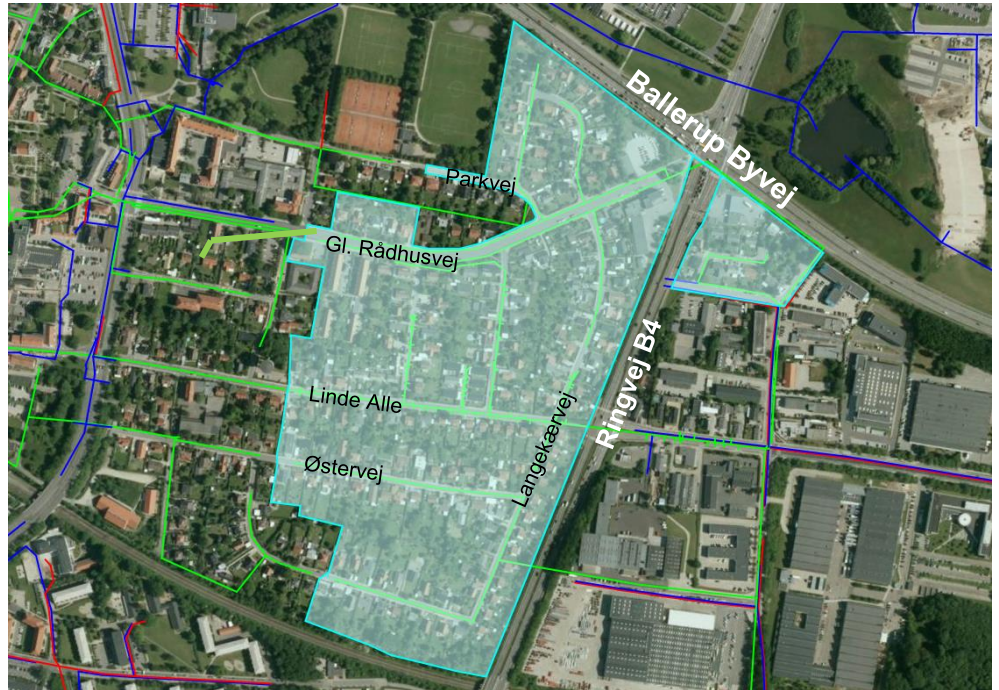 Ballerup Byvej
Parkvej
Gl. Rådhusvej
Ringvej B4
Linde Alle
Langekærvej
Østervej